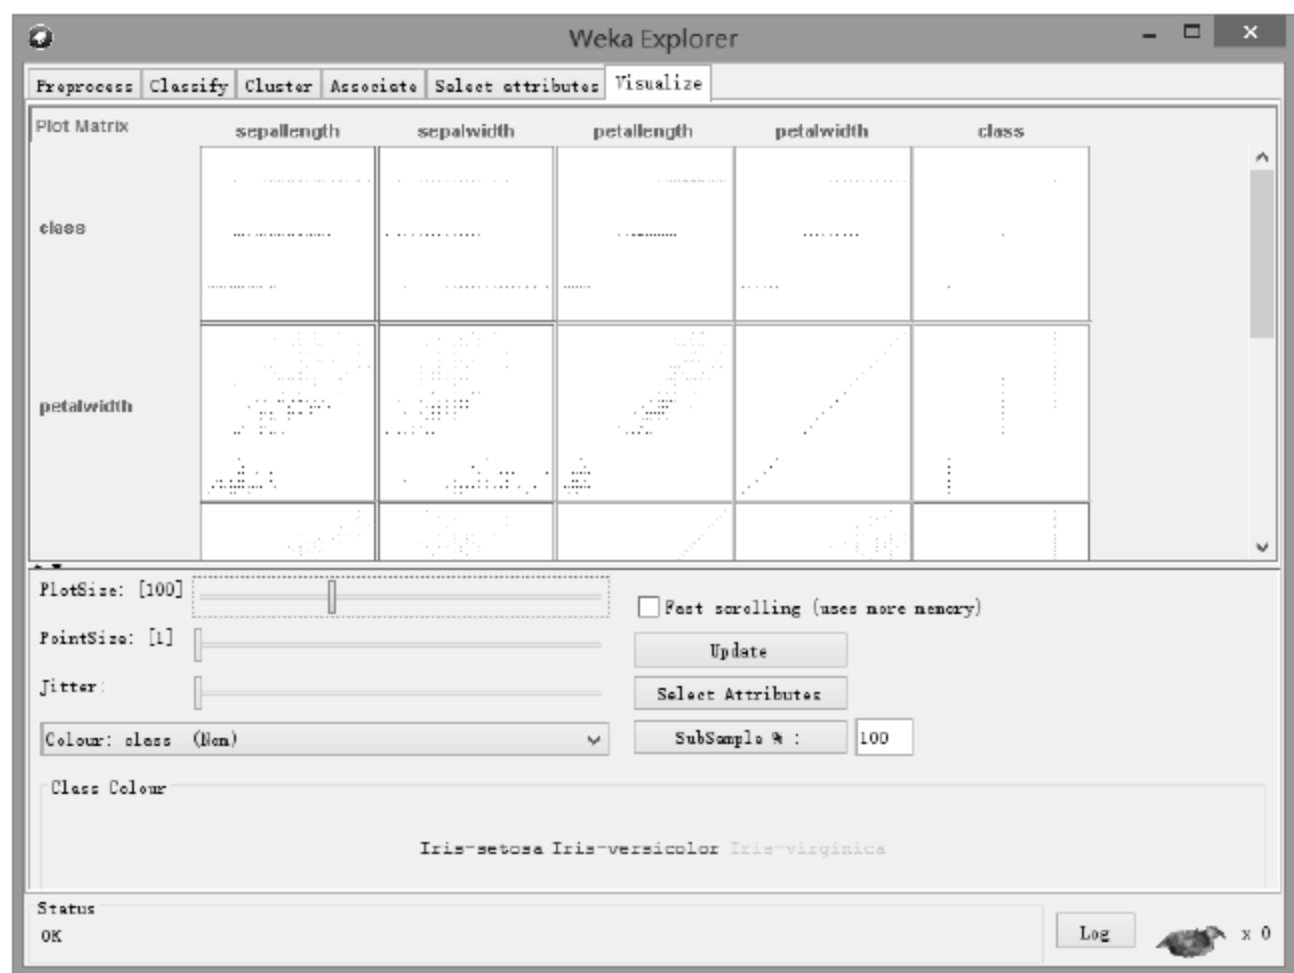 Weka Explorer
Preprocess Classify Cluster Associate Select attributes Visualize
Plot Matrix sepallength sepalwidth petallength petalwidth class
class
petalwidth
PlotSize: [100]
Fast scrolling (uses more memory)
PointSize: [1]
Update
Jitter:
Select Attributes
Colour: class (Nom)
SubSample % : 100
Class Colour
Iris-setosa Iris-versicolor Iris-virginica
Status
OK
Log
x 0